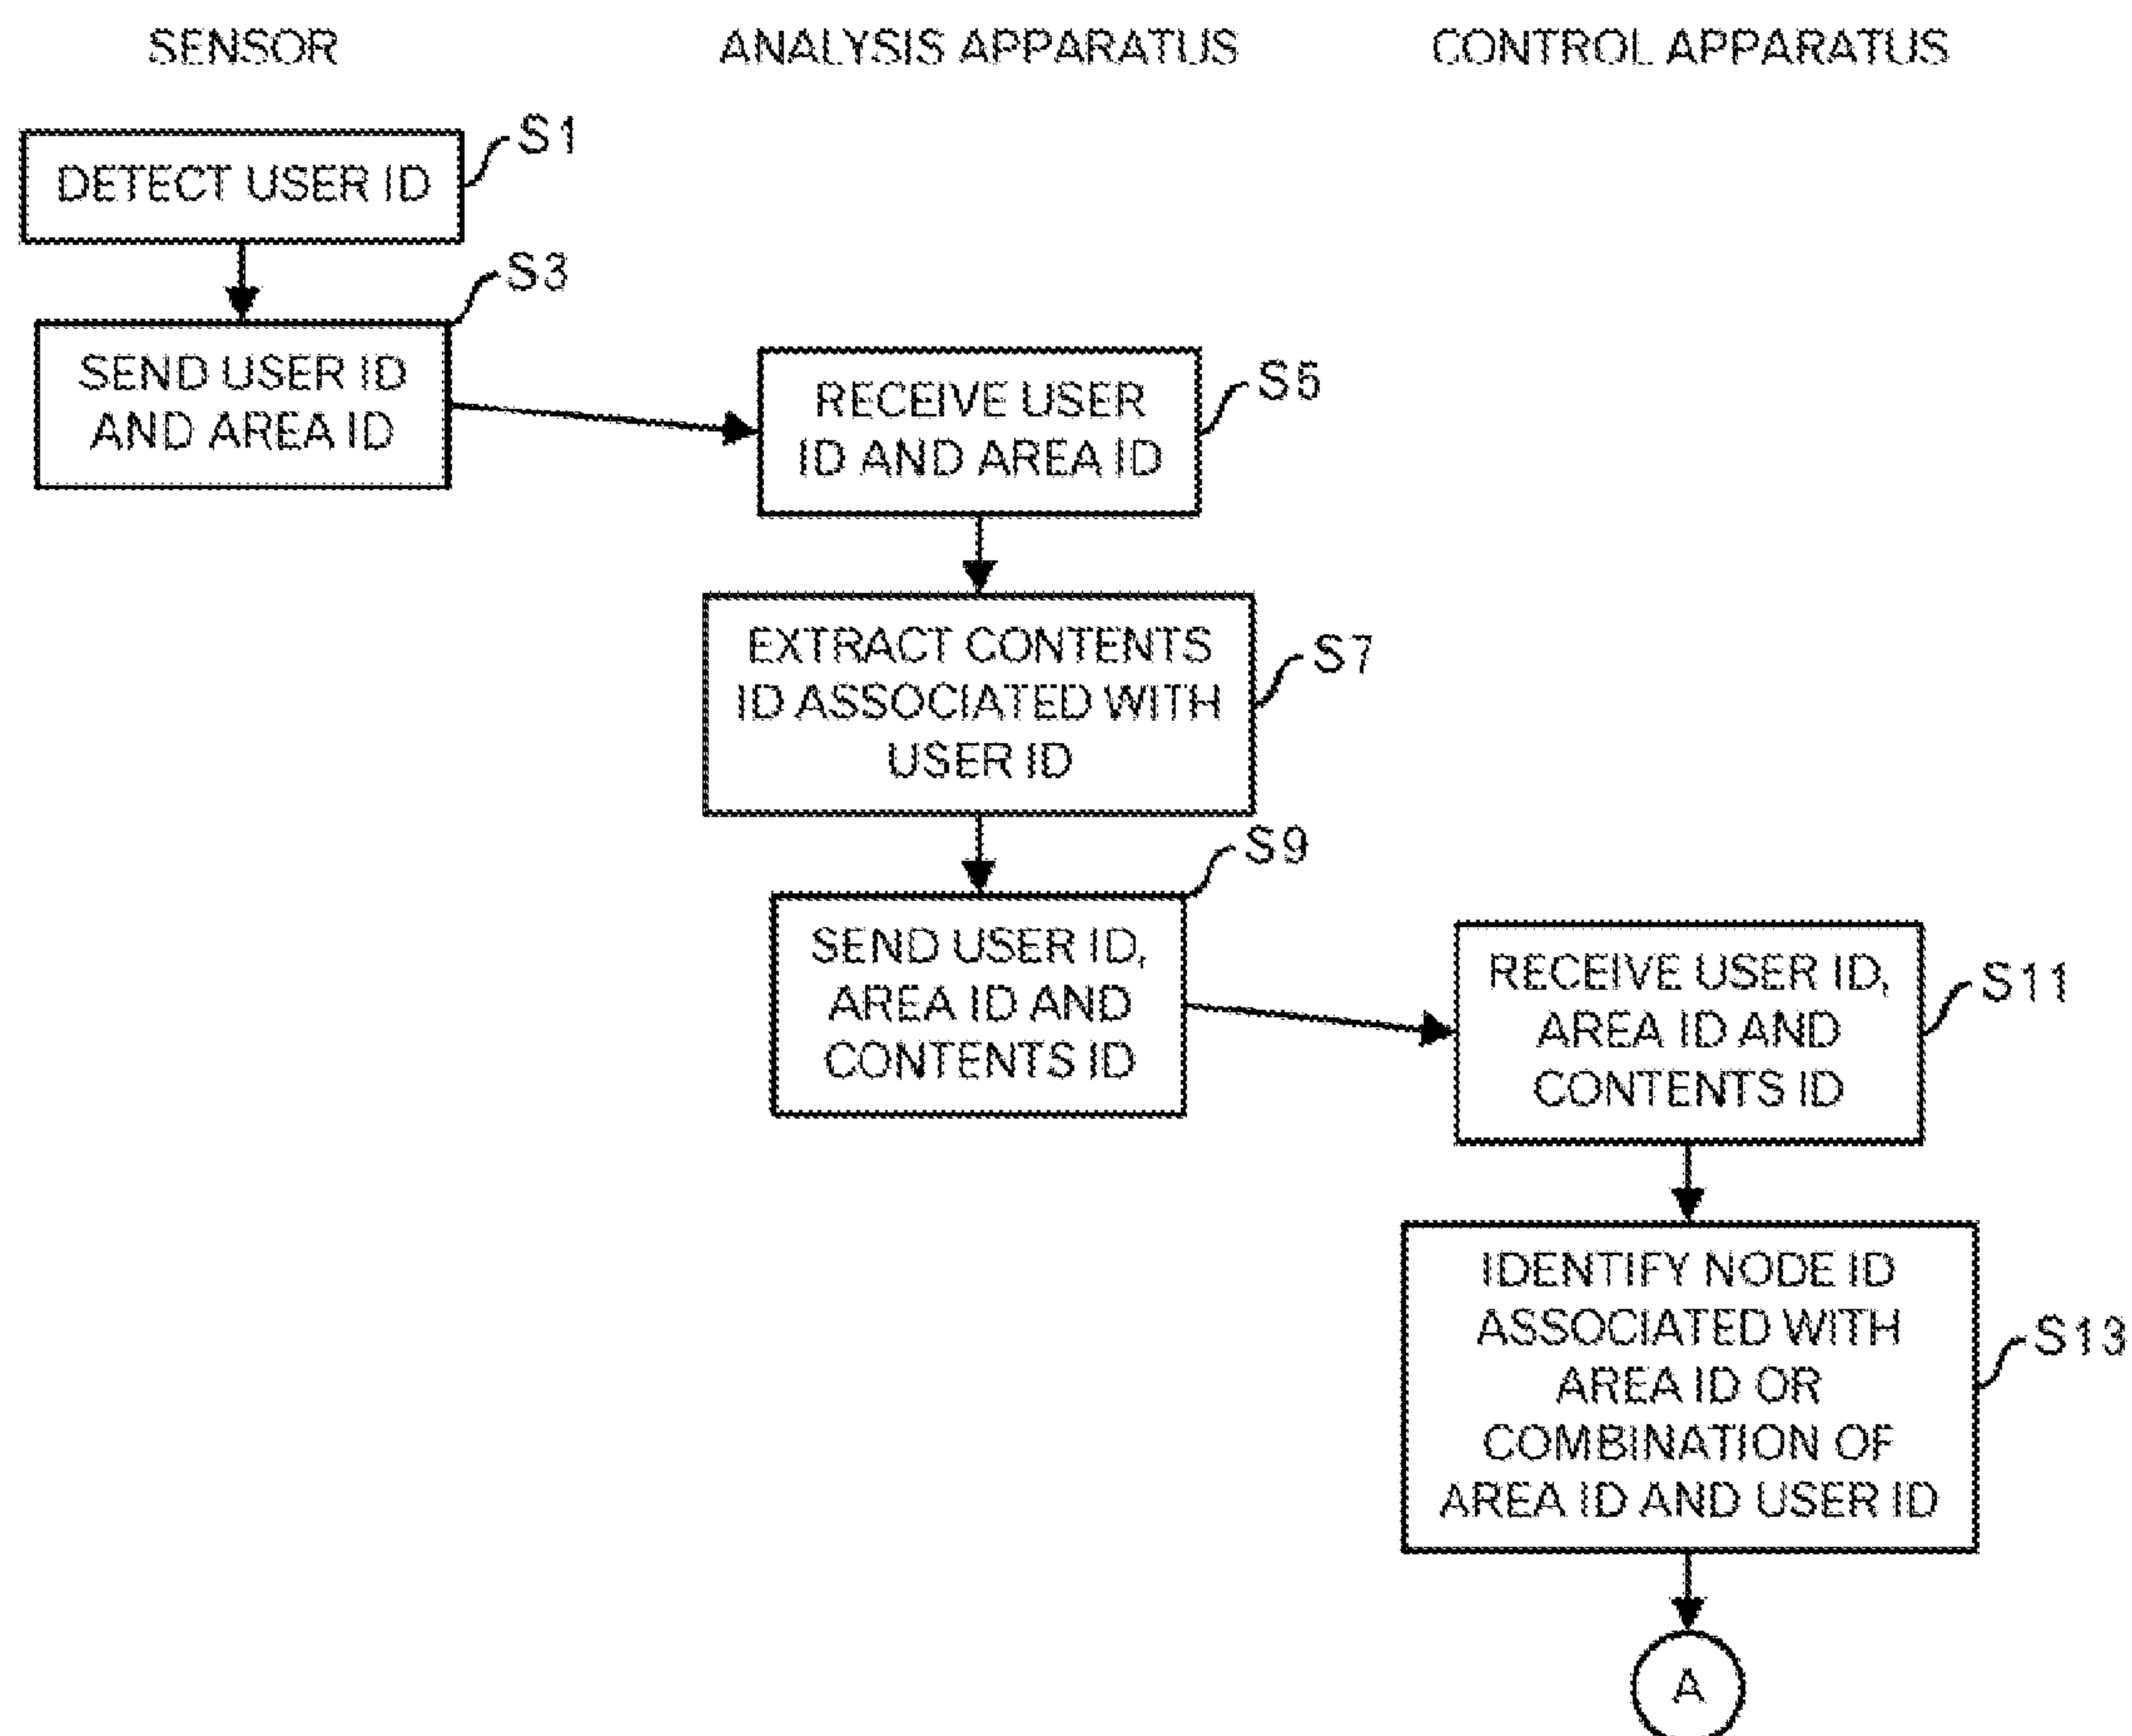 SENSOR
ANALYSIS APPARATUS
CONTROL APPARATUS
S1
DETECT USER ID
S3
SEND USER ID
AND AREA ID
S5
RECEIVE USER
ID AND AREA ID
S7
EXTRACT CONTENTS
ID ASSOCIATED WITH
USER ID
S9
SEND USER ID,
AREA ID AND
CONTENTS ID
S11
RECEIVE USER ID,
AREA ID AND
CONTENTS ID
S13
IDENTIFY NODE ID
ASSOCIATED WITH
AREA ID OR
COMBINATION OF
AREA ID AND USER ID
A